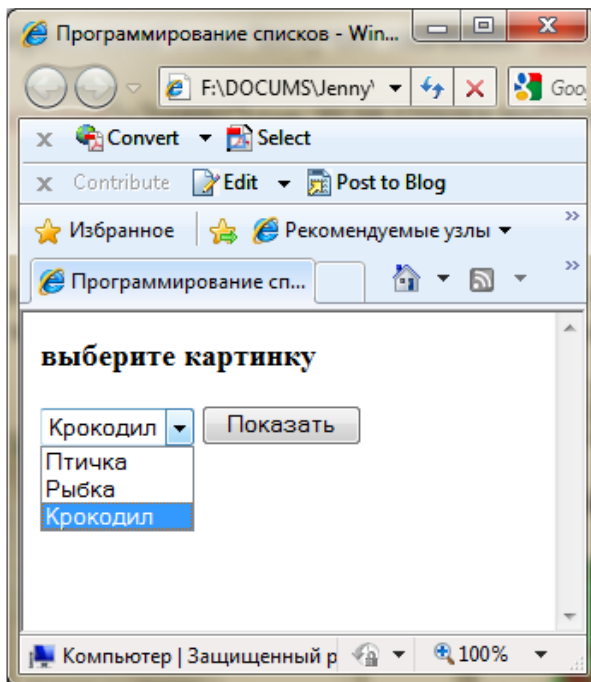 Программирование списков - Win...
F:\DOCUMS\Jenny\
Goo
x Convert Select
x Contribute Edit Post to Blog
Избранное Рекомендуемые узлы
Программирование сп...
выберите картинку
Крокодил Показать
Птичка
Рыбка
Крокодил
Компьютер | Защищенный р 100%